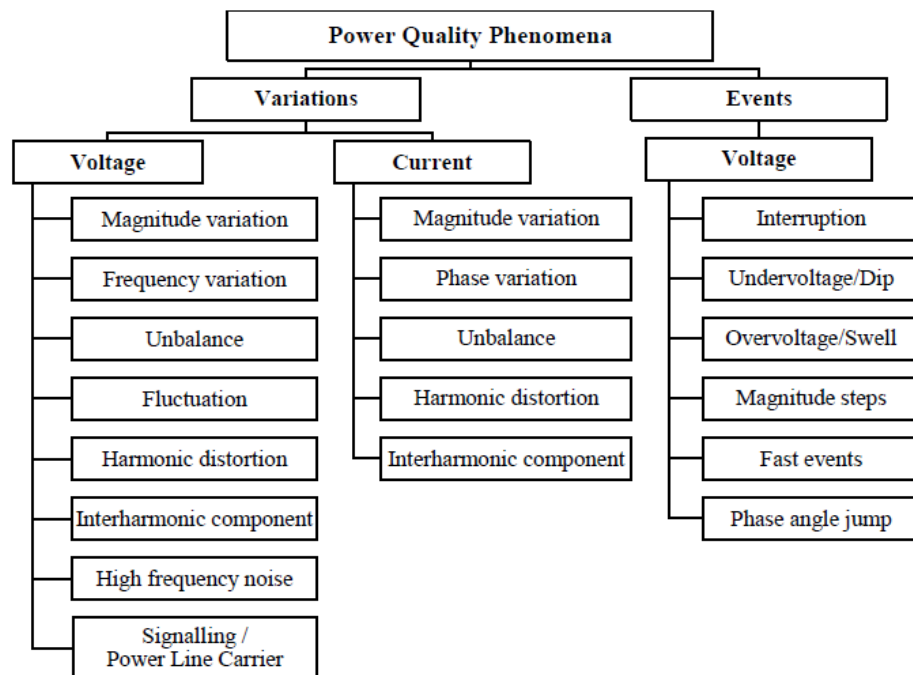 Power Quality Phenomena
Variations
Events
Voltage
Current
Voltage
Magnitude variation
Frequency variation
Unbalance
Fluctuation
Harmonic distortion
Interharmonic component
High frequency noise
Signalling /
Power Line Carrier
Magnitude variation
Phase variation
Unbalance
Harmonic distortion
Interharmonic component
Interruption
Undervoltage/Dip
Overvoltage/Swell
Magnitude steps
Fast events
Phase angle jump